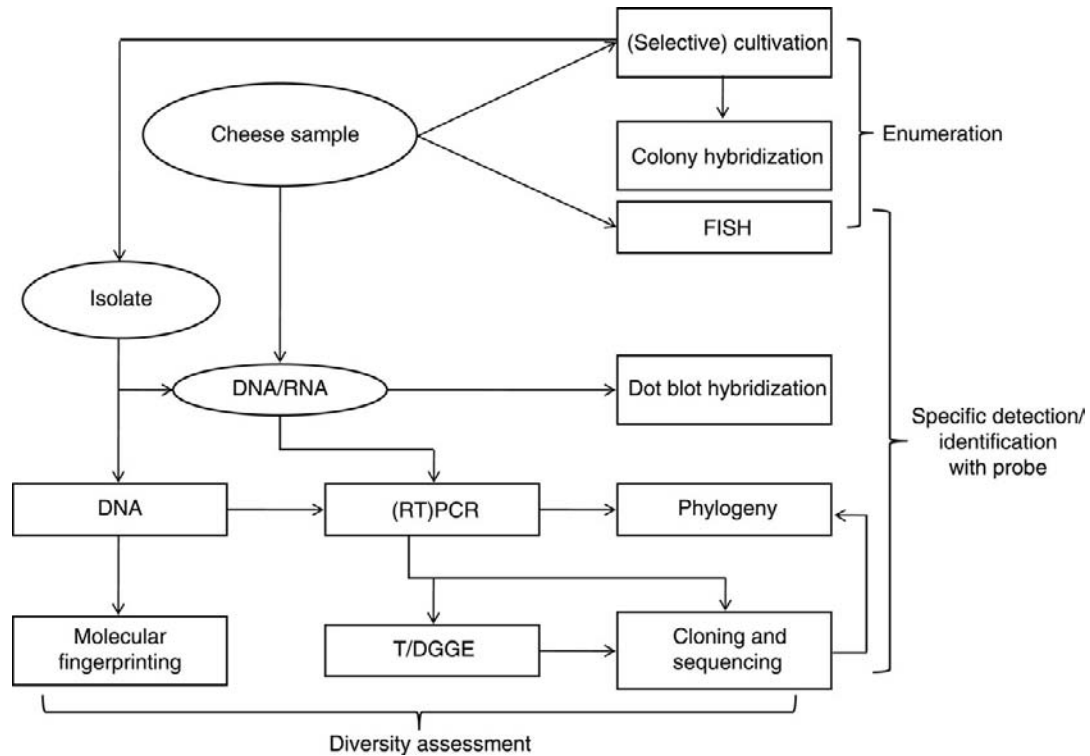 (Selective) cultivation
Cheese sample
Enumeration
Colony hybridization
FISH
Isolate
DNA/RNA
Dot blot hybridization
Specific detection/
identification
with probe
DNA
(RT)PCR
Phylogeny
Molecular
fingerprinting
T/DGGE
Cloning and
sequencing
Diversity assessment